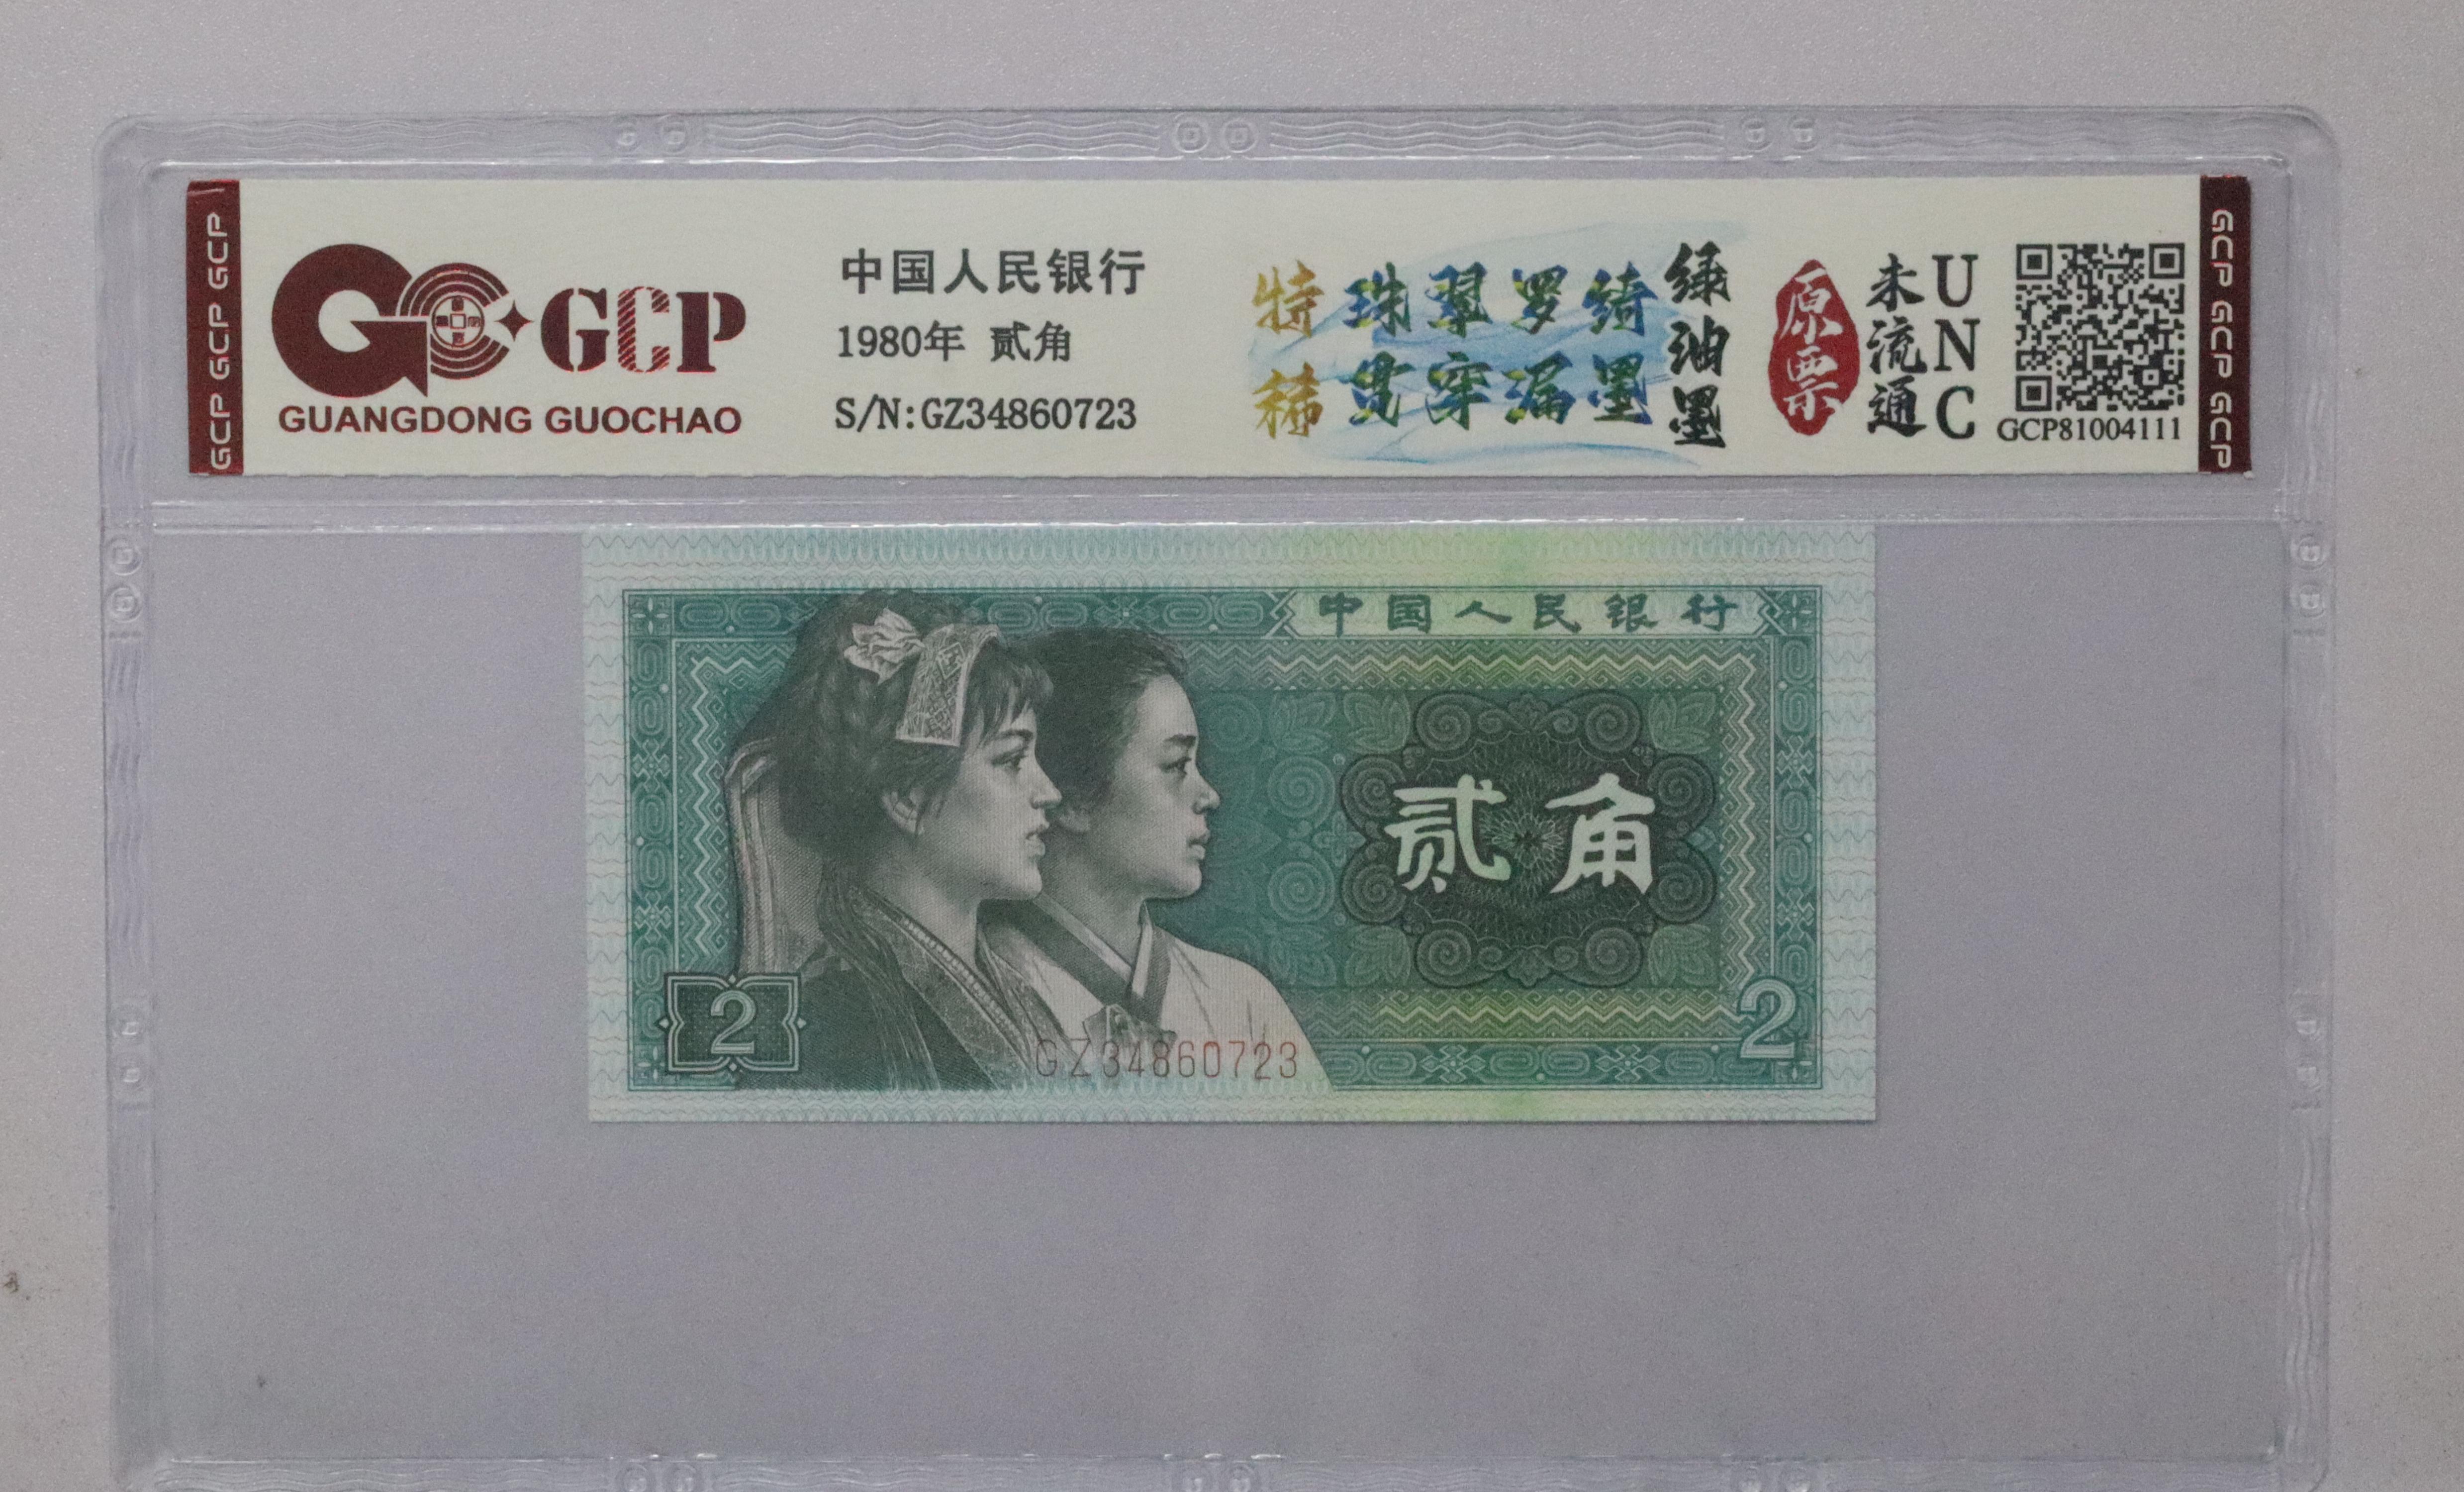 GCP GCP GCP
GCP
GUANGDONG GUOCHAO
中国人民银行
1980年 贰角
S/N:GZ34860723
特稀
珠翠罗绮
贯穿漏墨
绿油墨
原票
未流通
UNC
GCP81004111
GCP GCP GCP
中国人民银行
贰角
2
2
GZ34860723